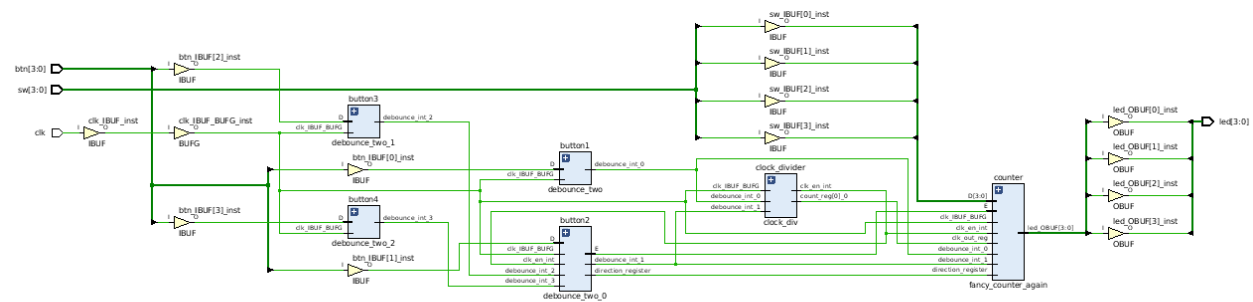 btn[3:0]
sw[3:0]
clk
btn_IBUF[2]_inst
I
O
IBUF
clk_IBUF_inst
I
O
IBUF
clk_IBUF_BUFG_inst
I
O
BUFG
btn_IBUF[3]_inst
I
O
IBUF
button3
D
clk_IBUF_BUFG
debounce_int_2
debounce_two_1
btn_IBUF[0]_inst
I
O
IBUF
button4
D
clk_IBUF_BUFG
debounce_int_3
debounce_two_2
btn_IBUF[1]_inst
I
O
IBUF
button1
D
clk_IBUF_BUFG
debounce_int_0
debounce_two
button2
D
clk_IBUF_BUFG
clk_en_int
debounce_int_2
debounce_int_3
E
debounce_int_1
direction_register
debounce_two_0
sw_IBUF[0]_inst
I
O
IBUF
sw_IBUF[1]_inst
I
O
IBUF
sw_IBUF[2]_inst
I
O
IBUF
sw_IBUF[3]_inst
I
O
IBUF
clock_divider
clk_IBUF_BUFG
debounce_int_0
debounce_int_1
clk_en_int
count_reg[0]_0
clock_div
counter
D[3:0]
E
clk_IBUF_BUFG
clk_en_int
clk_out_reg
debounce_int_0
debounce_int_1
direction_register
led_OBUF[3:0]
fancy_counter_again
led_OBUF[0]_inst
I
O
OBUF
led_OBUF[1]_inst
I
O
OBUF
led_OBUF[2]_inst
I
O
OBUF
led_OBUF[3]_inst
I
O
OBUF
led[3:0]